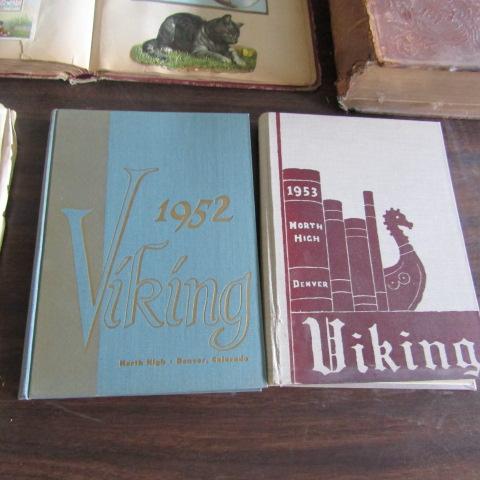 1952
Viking
North High • Denver, Colorado
1953
North
High
Denver
Viking